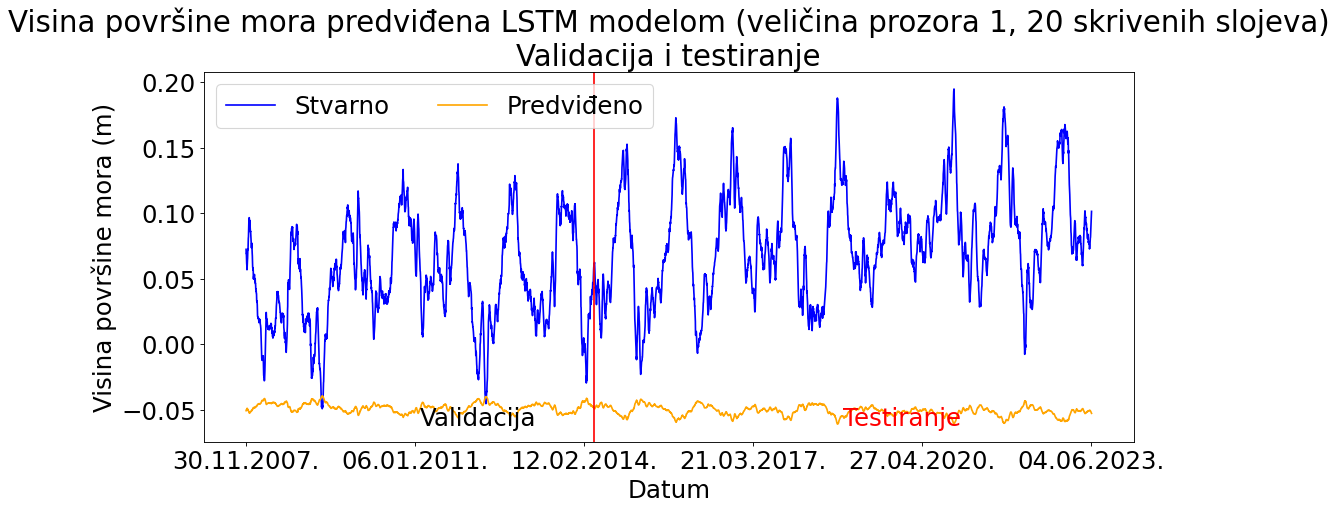 Visina površine mora predviđena LSTM modelom (veličina prozora 1, 20 skrivenih slojeva)
Validacija i testiranje
Stvarno
Predviđeno
Visina površine mora (m)
0.20
0.15
0.10
0.05
0.00
−0.05
Validacija
Testiranje
30.11.2007.
06.01.2011.
12.02.2014.
21.03.2017.
27.04.2020.
04.06.2023.
Datum